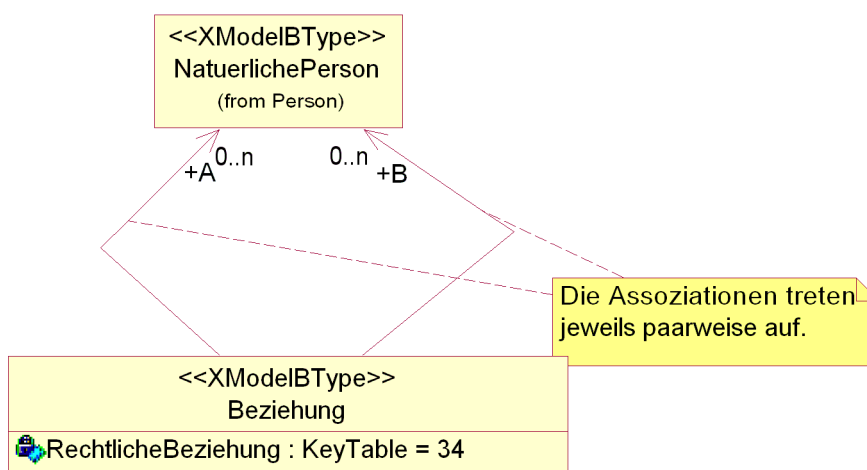 <<XModelBType>>
NatuerlichePerson
(from Person)
0..n
+A
0..n
+B
Die Assoziationen treten
jeweils paarweise auf.
<<XModelBType>>
Beziehung
RechtlicheBeziehung : KeyTable = 34